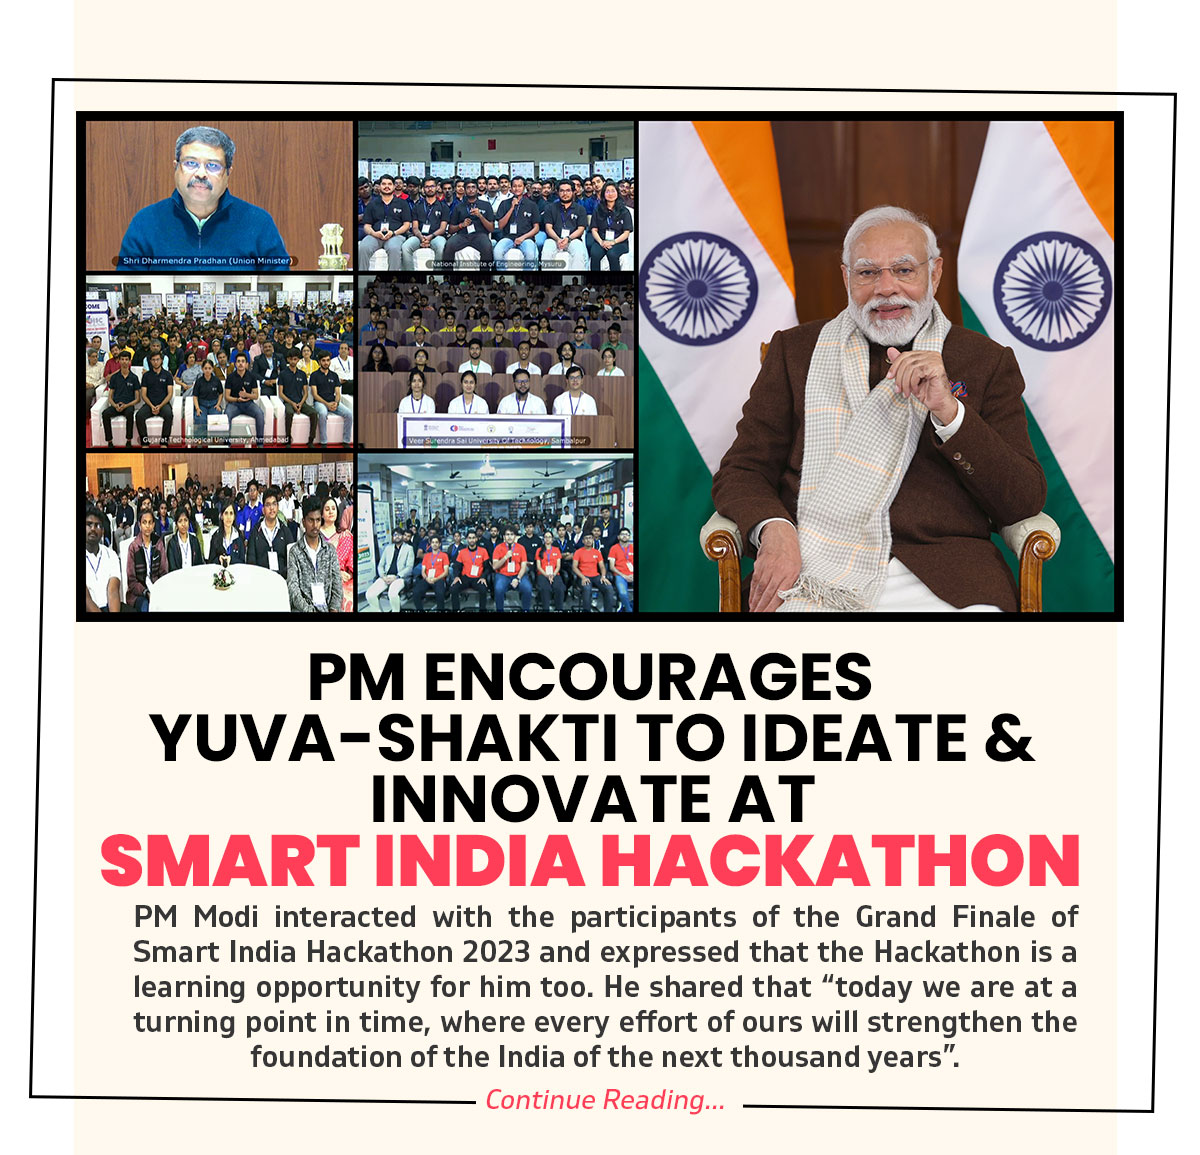 Shri Dharmendra Pradhan (Union Minister)
National Institute of Engineering, Mysuru
Gujarat Technological University, Ahmedabad
Veer Surendra Sai University Of Technology, Sambalpur
PM ENCOURAGES
YUVA-SHAKTI TO IDEATE &
INNOVATE AT
SMART INDIA HACKATHON
PM Modi interacted with the participants of the Grand Finale of
Smart India Hackathon 2023 and expressed that the Hackathon is a
learning opportunity for him too. He shared that “today we are at a
turning point in time, where every effort of ours will strengthen the
foundation of the India of the next thousand years”.
Continue Reading...